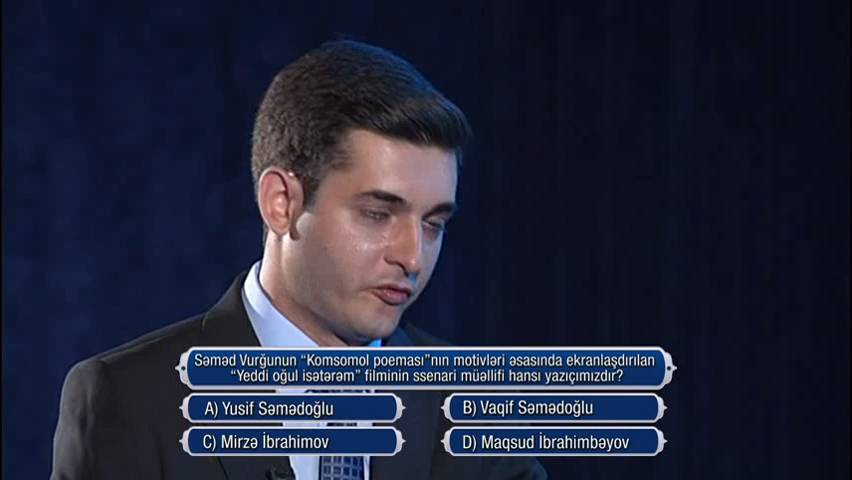 Səməd Vurğunun “Komsomol poeması”nın motivləri əsasında ekranlaşdırılan
“Yeddi oğul isətərəm” filminin ssenari müəllifi hansı yazıçımızdır?
A) Yusif Səmədoğlu
B) Vaqif Səmədoğlu
C) Mirzə İbrahimov
D) Maqsud İbrahimbəyov